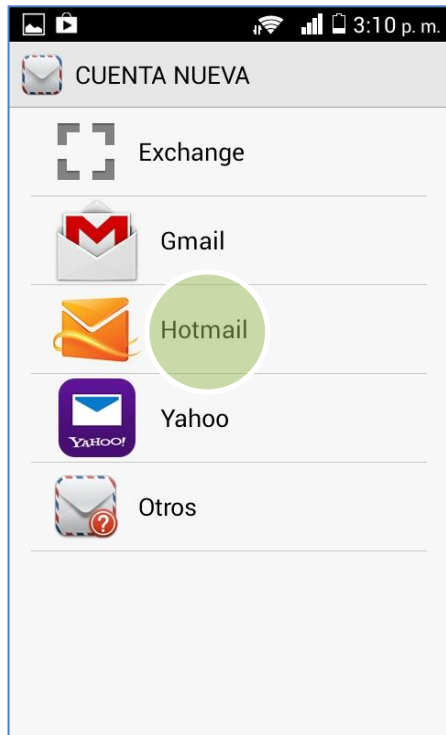 3:10 p. m.
CUENTA NUEVA
Exchange
Gmail
Hotmail
YAHOO!
Yahoo
Otros